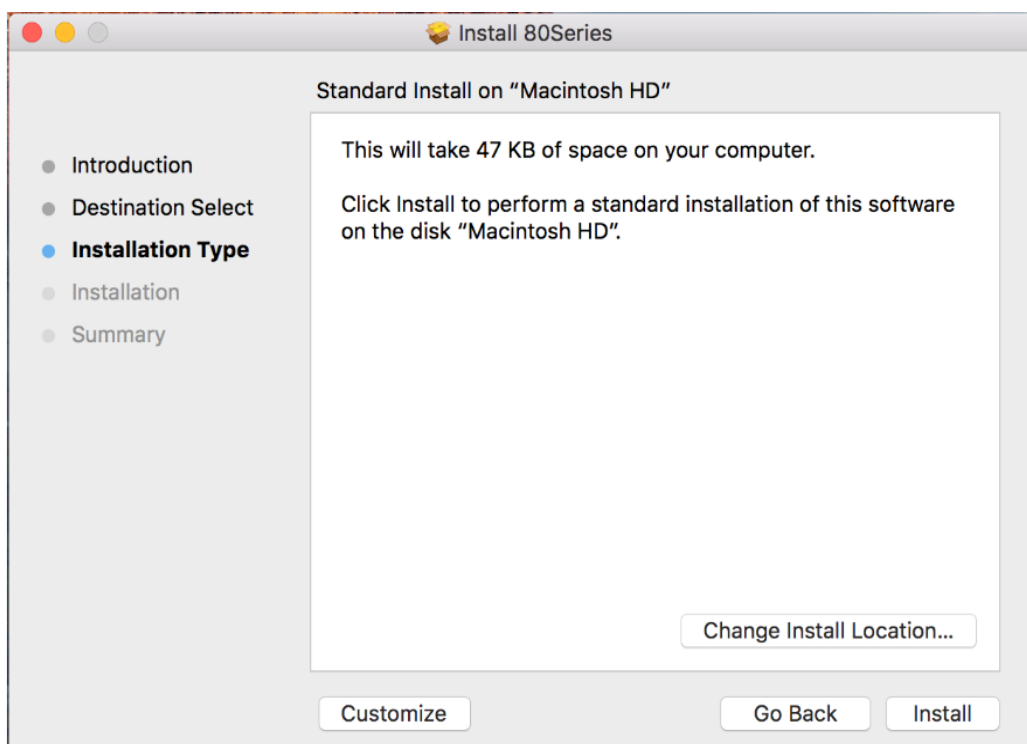 Install 80Series
Standard Install on “Macintosh HD”
Introduction
Destination Select
Installation Type
Installation
Summary
This will take 47 KB of space on your computer.
Click Install to perform a standard installation of this software
on the disk “Macintosh HD”.
Change Install Location...
Customize
Go Back
Install